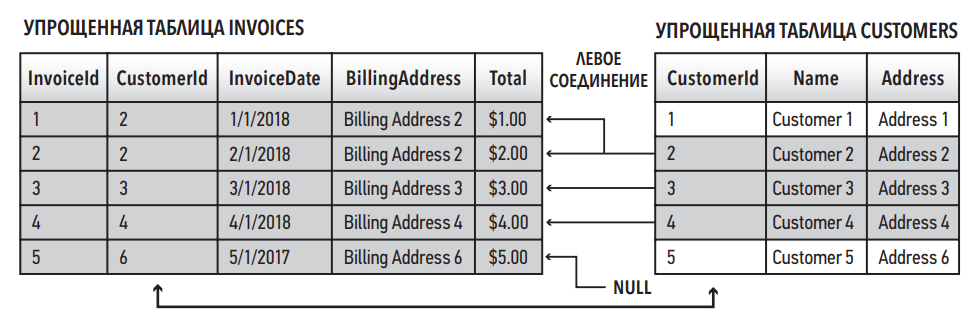 УПРОЩЕННАЯ ТАБЛИЦА INVOICES
InvoiceId CustomerId InvoiceDate BillingAddress Total
1 2 1/1/2018 Billing Address 2 $1.00
2 2 2/1/2018 Billing Address 2 $2.00
3 3 3/1/2018 Billing Address 3 $3.00
4 4 4/1/2018 Billing Address 4 $4.00
5 6 5/1/2017 Billing Address 6 $5.00
ЛЕВОЕ
СОЕДИНЕНИЕ
NULL
УПРОЩЕННАЯ ТАБЛИЦА CUSTOMERS
CustomerId Name Address
1 Customer 1 Address 1
2 Customer 2 Address 2
3 Customer 3 Address 3
4 Customer 4 Address 4
5 Customer 5 Address 6